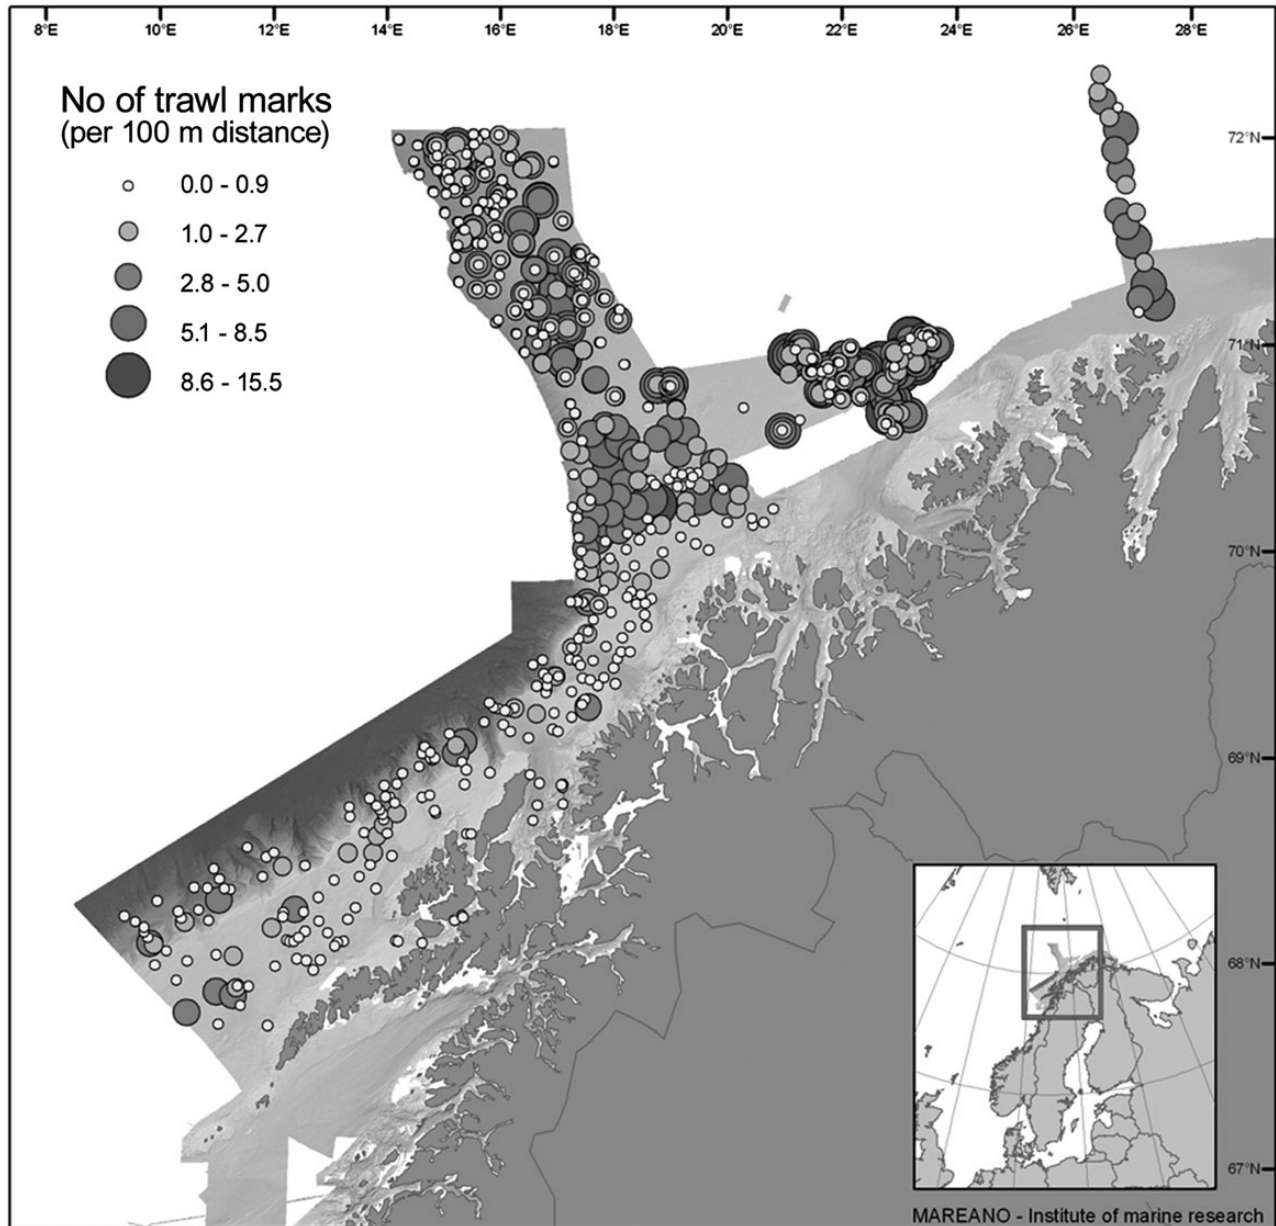 8°E 10°E 12°E 14°E 16°E 18°E 20°E 22°E 24°E 26°E 28°E
No of trawl marks
(per 100 m distance)
0.0 - 0.9
1.0 - 2.7
2.8 - 5.0
5.1 - 8.5
8.6 - 15.5
72°N
71°N
70°N
69°N
68°N
67°N
MAREANO - Institute of marine research